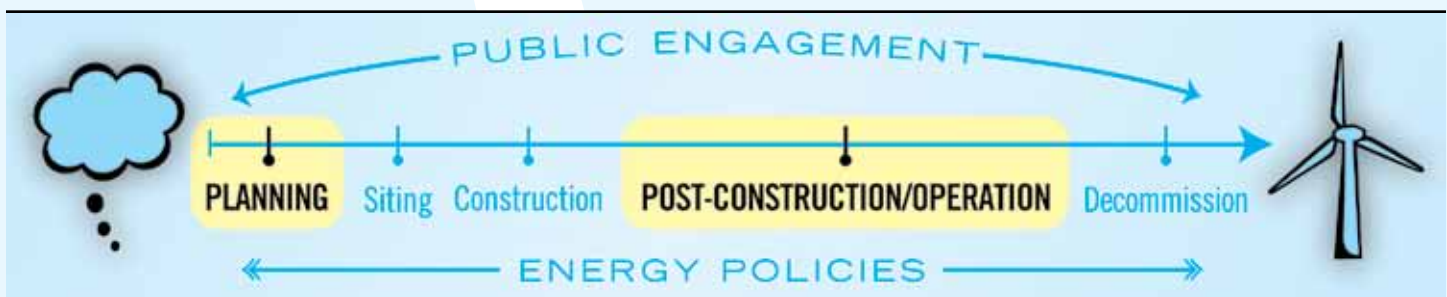 PUBLIC ENGAGEMENT
PLANNING Siting Construction POST-CONSTRUCTION/OPERATION Decommission
ENERGY POLICIES